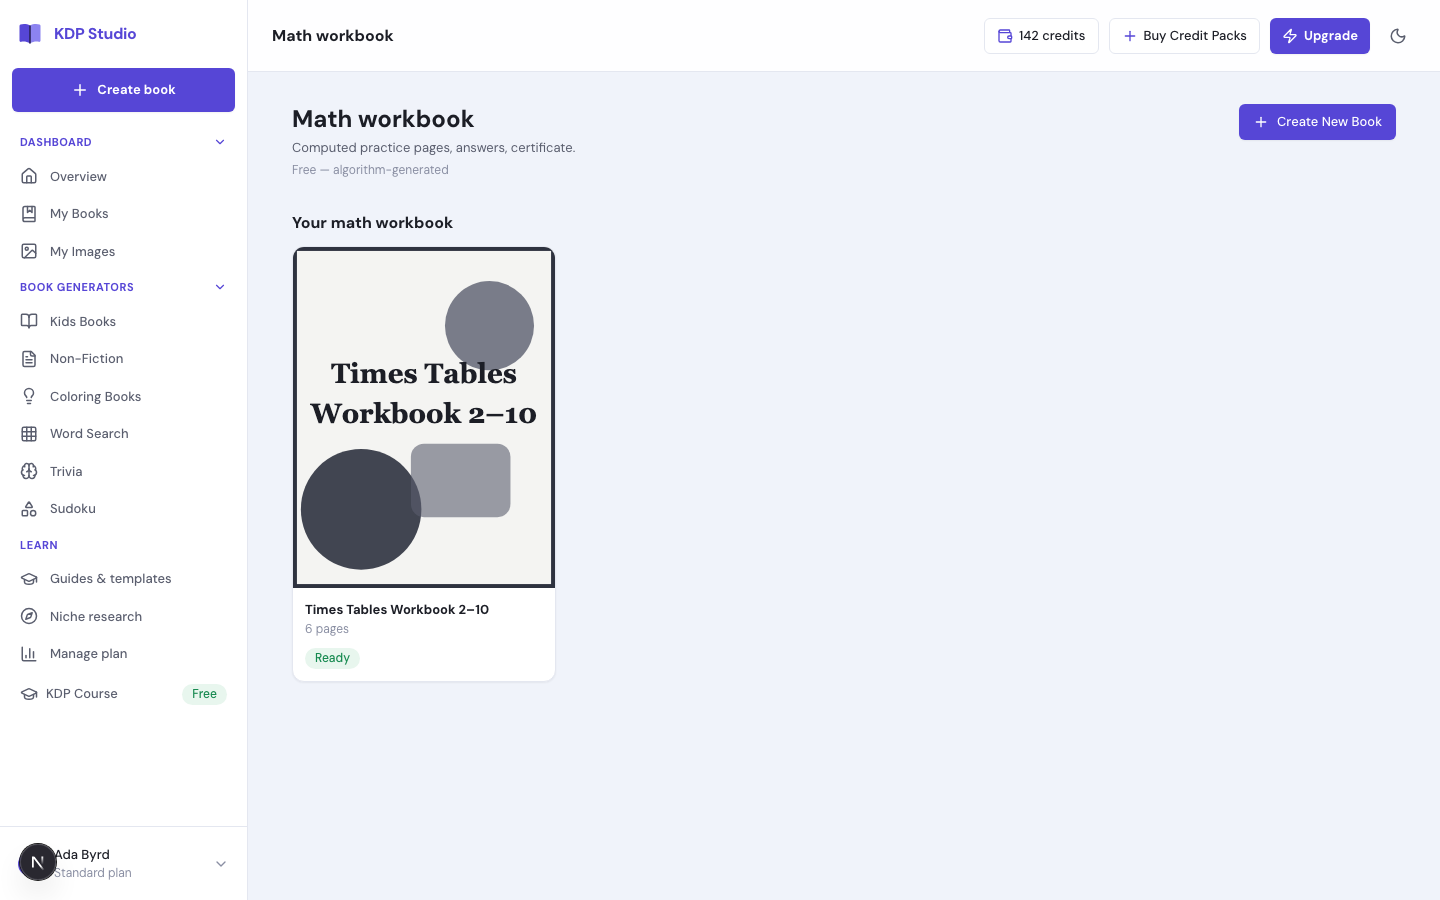 KDP Studio
Create book
DASHBOARD
Overview
My Books
My Images
BOOK GENERATORS
Kids Books
Non-Fiction
Coloring Books
Word Search
Trivia
Sudoku
LEARN
Guides & templates
Niche research
Manage plan
KDP Course
Free
N
Ada Byrd
Standard plan
Math workbook
142 credits
Buy Credit Packs
Upgrade
Math workbook
Computed practice pages, answers, certificate.
Free — algorithm-generated
Create New Book
Your math workbook
Times Tables
Workbook 2–10
Times Tables Workbook 2–10
6 pages
Ready